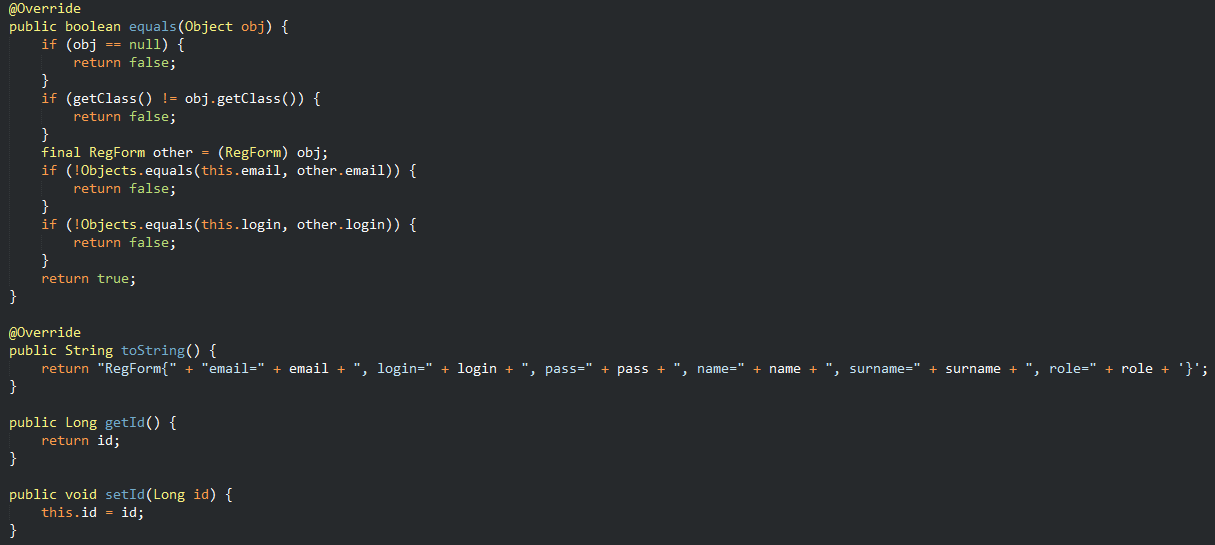 @Override
public boolean equals(Object obj) {
    if (obj == null) {
        return false;
    }
    if (getClass() != obj.getClass()) {
        return false;
    }
    final RegForm other = (RegForm) obj;
    if (!Objects.equals(this.email, other.email)) {
        return false;
    }
    if (!Objects.equals(this.login, other.login)) {
        return false;
    }
    return true;
}

@Override
public String toString() {
    return "RegForm{" + "email=" + email + ", login=" + login + ", pass=" + pass + ", name=" + name + ", surname=" + surname + ", role=" + role + '}';
}

public Long getId() {
    return id;
}

public void setId(Long id) {
    this.id = id;
}